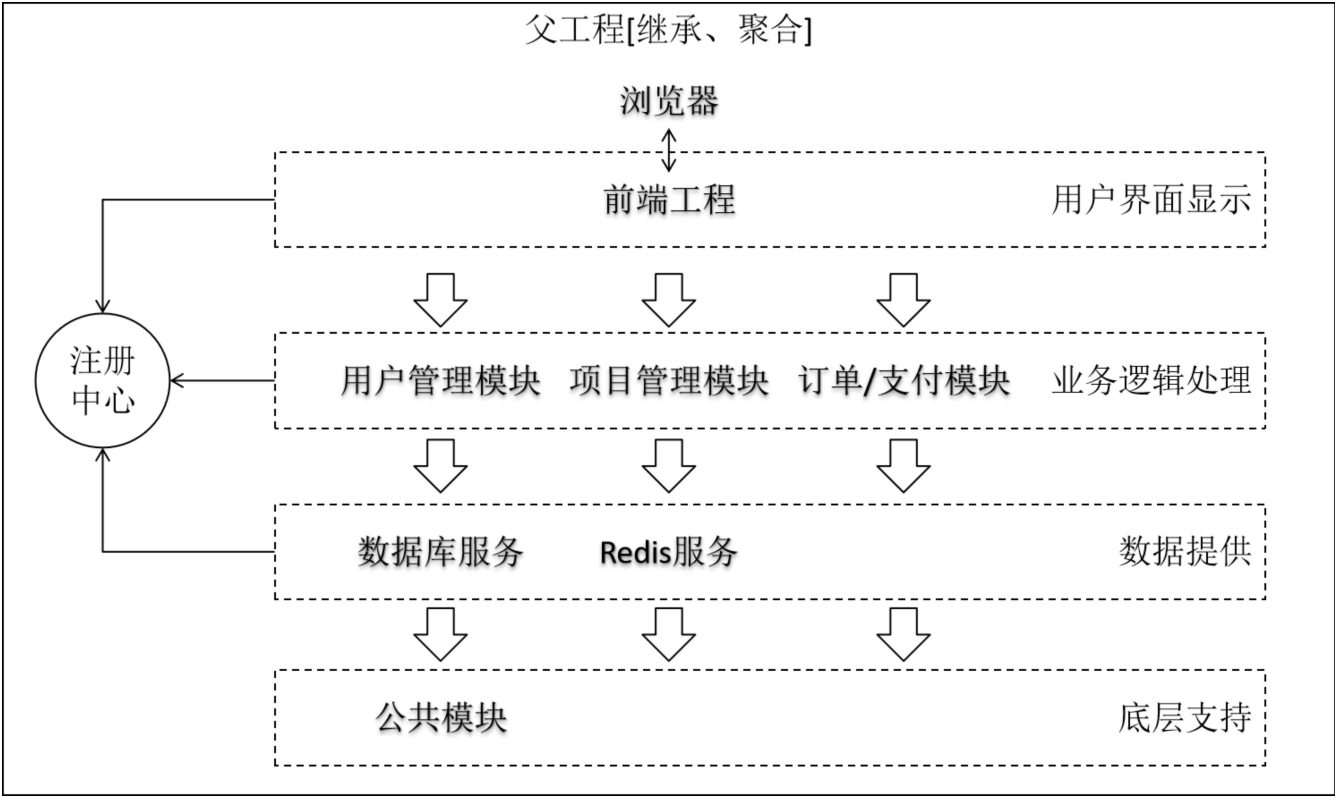 父工程[继承、聚合]
浏览器
前端工程 用户界面显示
注册
中心
用户管理模块 项目管理模块 订单/支付模块 业务逻辑处理
数据库服务 Redis服务 数据提供
公共模块 底层支持